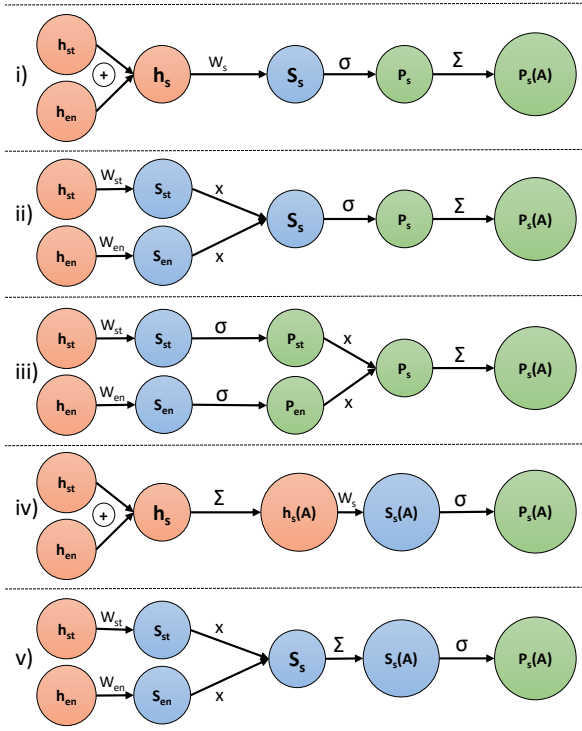 h_st
i) + h_s W_s S_s σ P_s Σ P_s(A)
h_en
h_st W_st S_st x
ii) S_s σ P_s Σ P_s(A)
h_en W_en S_en x
h_st W_st S_st σ P_st x
iii) P_s Σ P_s(A)
h_en W_en S_en σ P_en x
h_st
iv) + h_s Σ h_s(A) W_s S_s(A) σ P_s(A)
h_en
h_st W_st S_st x
v) S_s Σ S_s(A) σ P_s(A)
h_en W_en S_en x